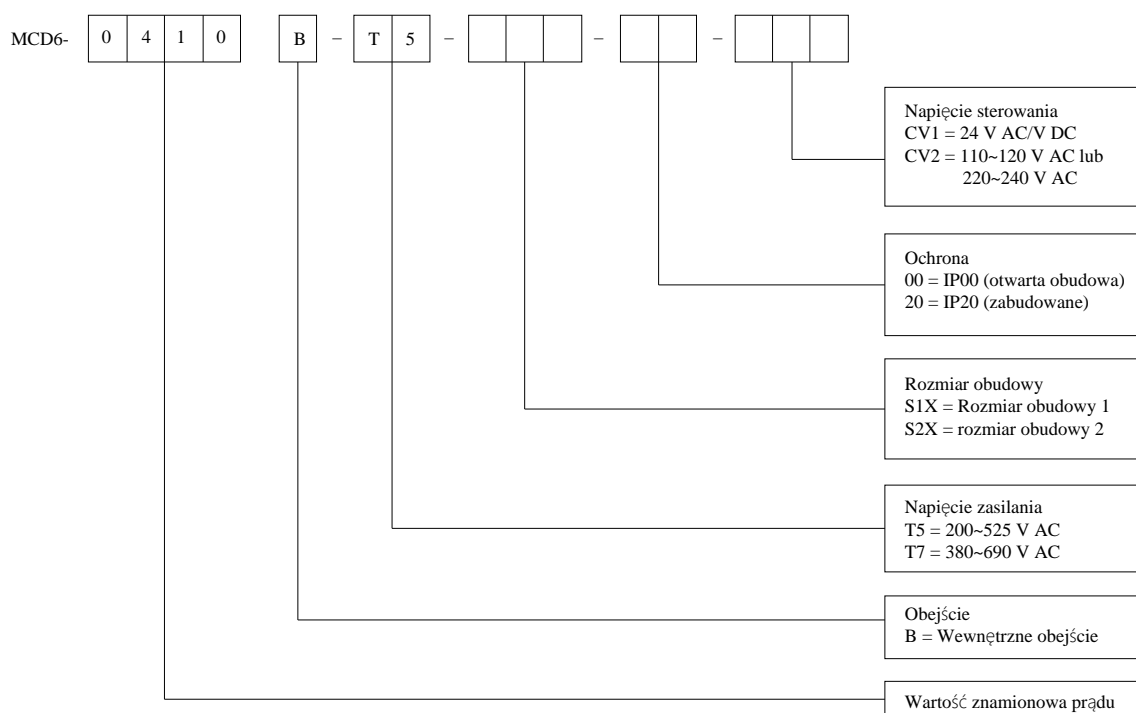 MCD6- 0 4 1 0 B – T 5 – – –
Napięcie sterowania
CV1 = 24 V AC/V DC
CV2 = 110~120 V AC lub
220~240 V AC
Ochrona
00 = IP00 (otwarta obudowa)
20 = IP20 (zabudowane)
Rozmiar obudowy
S1X = Rozmiar obudowy 1
S2X = rozmiar obudowy 2
Napięcie zasilania
T5 = 200~525 V AC
T7 = 380~690 V AC
Obejście
B = Wewnętrzne obejście
Wartość znamionowa prądu